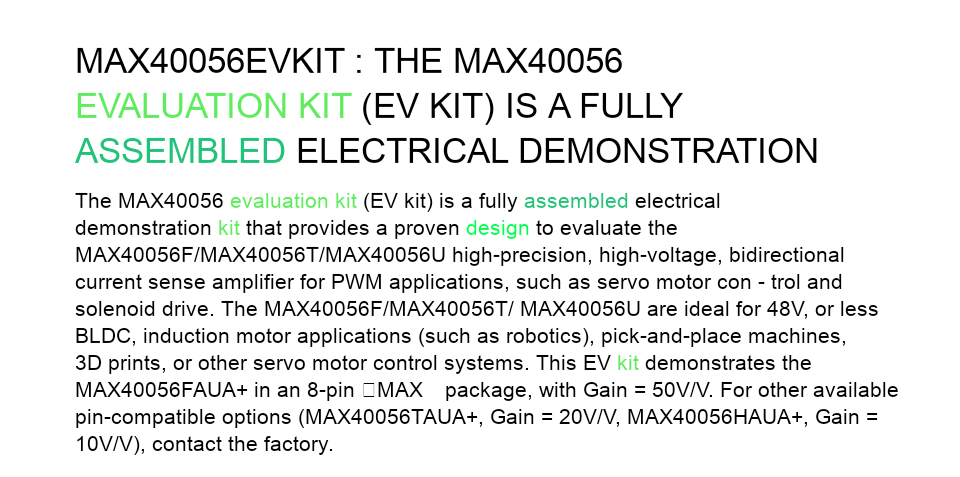 MAX40056EVKIT : THE MAX40056
EVALUATION KIT (EV KIT) IS A FULLY
ASSEMBLED ELECTRICAL DEMONSTRATION
The MAX40056 evaluation kit (EV kit) is a fully assembled electrical
demonstration kit that provides a proven design to evaluate the
MAX40056F/MAX40056T/MAX40056U high-precision, high-voltage, bidirectional
current sense amplifier for PWM applications, such as servo motor con - trol and
solenoid drive. The MAX40056F/MAX40056T/ MAX40056U are ideal for 48V, or less
BLDC, induction motor applications (such as robotics), pick-and-place machines,
3D prints, or other servo motor control systems. This EV kit demonstrates the
MAX40056FAUA+ in an 8-pin □MAX package, with Gain = 50V/V. For other available
pin-compatible options (MAX40056TAUA+, Gain = 20V/V, MAX40056HAUA+, Gain =
10V/V), contact the factory.